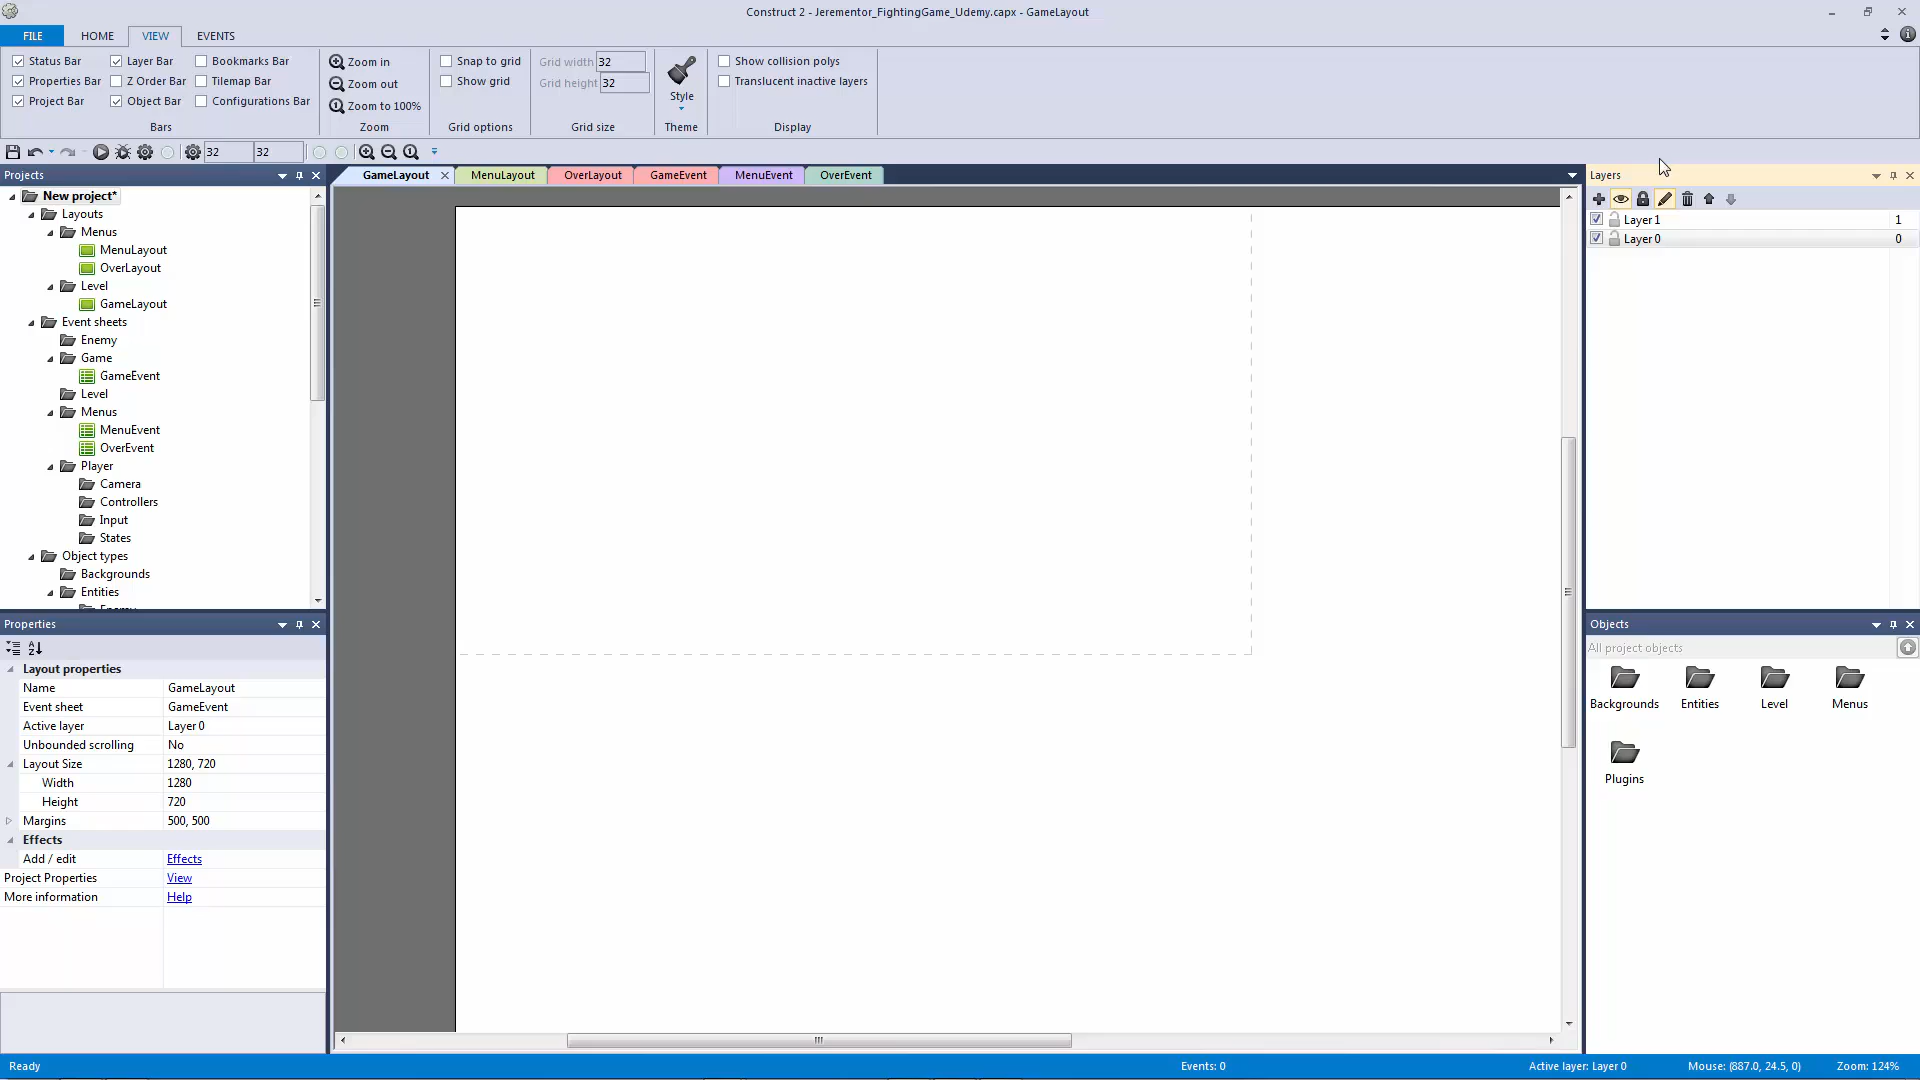 Construct 2 - Jerementor_FightingGame_Udemy.capx - GameLayout
FILE HOME VIEW EVENTS
Status Bar Layer Bar Bookmarks Bar Zoom in Snap to grid Grid width 32 Show collision polys
Properties Bar Z Order Bar Tilemap Bar Zoom out Show grid Grid height 32 Translucent inactive layers
Project Bar Object Bar Configurations Bar Zoom to 100% Style
Bars Zoom Grid options Grid size Theme Display
32 32
Projects
New project*
Layouts
Menus
MenuLayout
OverLayout
Level
GameLayout
Event sheets
Enemy
Game
GameEvent
Level
Menus
MenuEvent
OverEvent
Player
Camera
Controllers
Input
States
Object types
Backgrounds
Entities
GameLayout MenuLayout OverLayout GameEvent MenuEvent OverEvent
Layers
Layer 1 1
Layer 0 0
Properties
Layout properties
Name GameLayout
Event sheet GameEvent
Active layer Layer 0
Unbounded scrolling No
Layout Size 1280, 720
Width 1280
Height 720
Margins 500, 500
Effects
Add / edit Effects
Project Properties View
More information Help
Objects
All project objects
Backgrounds Entities Level Menus
Plugins
Ready Events: 0 Active layer: Layer 0 Mouse: (887.0, 24.5, 0) Zoom: 124%